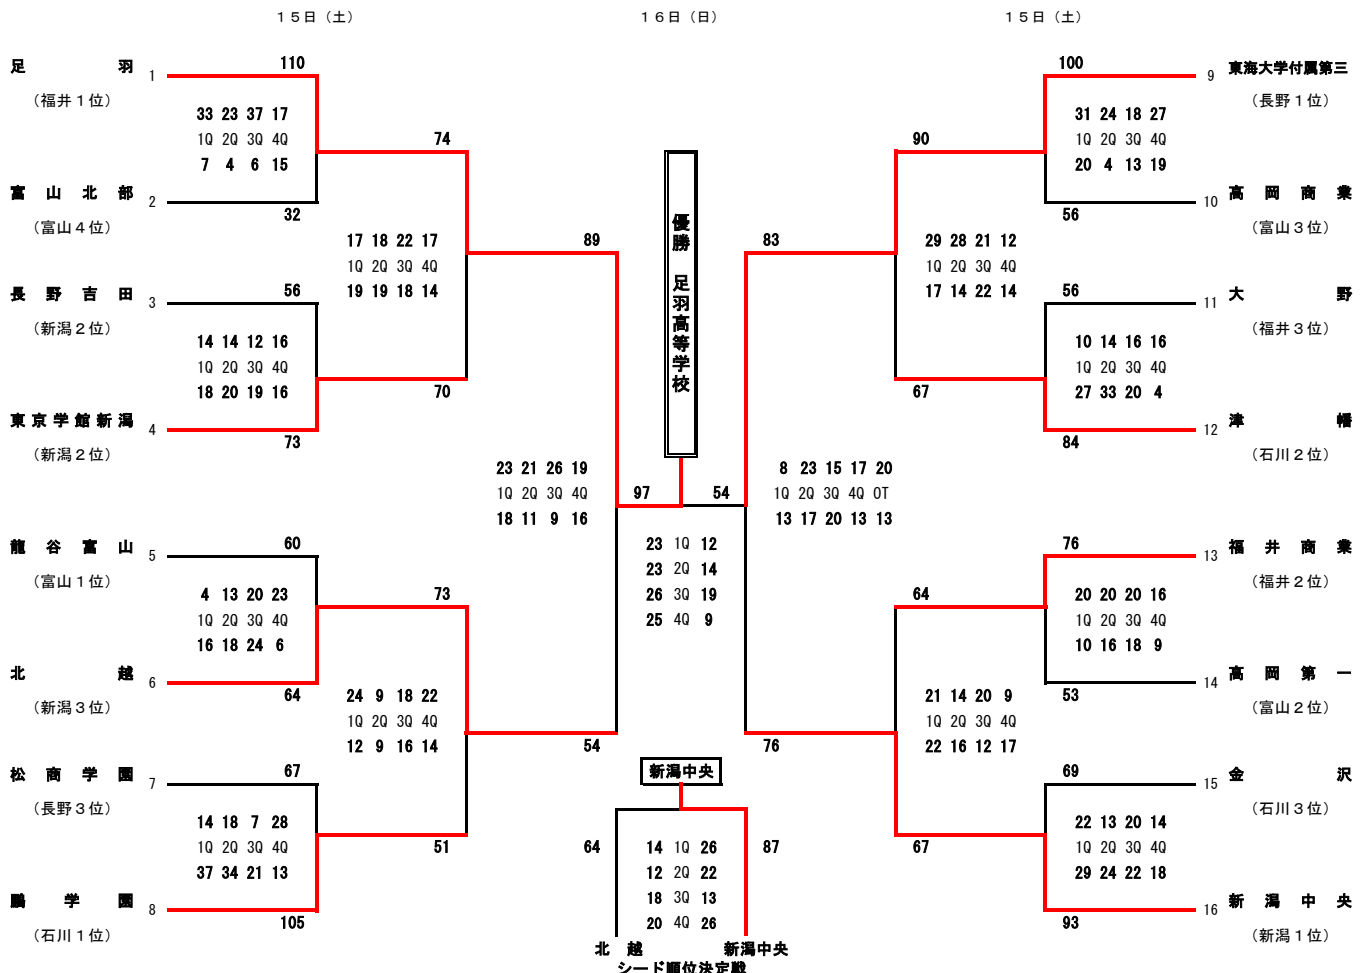 １５日（土）
１６日（日）
１５日（土）
足羽 1 110
（福井１位）
33 23 37 17
1Q 2Q 3Q 4Q
7 4 6 15
富山北部 2 32
（富山４位）
74
17 18 22 17
1Q 2Q 3Q 4Q
19 19 18 14
長野吉田 3 56
（新潟２位）
14 14 12 16
1Q 2Q 3Q 4Q
18 20 19 16
東京学館新潟 4 73
（新潟２位）
70
89
23 21 26 19
1Q 2Q 3Q 4Q
18 11 9 16
龍谷富山 5 60
（富山１位）
4 13 20 23
1Q 2Q 3Q 4Q
16 18 24 6
北越 6 64
（新潟３位）
73
24 9 18 22
1Q 2Q 3Q 4Q
12 9 16 14
松商学園 7 67
（長野３位）
14 18 7 28
1Q 2Q 3Q 4Q
37 34 21 13
鵬学園 8 105
（石川１位）
51
54
優勝 足羽高等学校
97 54
23 1Q 12
23 2Q 14
26 3Q 19
25 4Q 9
新潟中央
64 87
14 1Q 26
12 2Q 22
18 3Q 13
20 4Q 26
北越 新潟中央
シード順位決定戦
83
8 23 15 17 20
1Q 2Q 3Q 4Q OT
13 17 20 13 13
76
100 9 東海大学付属第三
（長野１位）
31 24 18 27
1Q 2Q 3Q 4Q
20 4 13 19
56 10 高岡商業
（富山３位）
90
29 28 21 12
1Q 2Q 3Q 4Q
17 14 22 14
56 11 大野
（福井３位）
10 14 16 16
1Q 2Q 3Q 4Q
27 33 20 4
84 12 津幡
（石川２位）
67
76 13 福井商業
（福井２位）
20 20 20 16
1Q 2Q 3Q 4Q
10 16 18 9
53 14 高岡第一
（富山２位）
64
21 14 20 9
1Q 2Q 3Q 4Q
22 16 12 17
69 15 金沢
（石川３位）
22 13 20 14
1Q 2Q 3Q 4Q
29 24 22 18
93 16 新潟中央
（新潟１位）
67